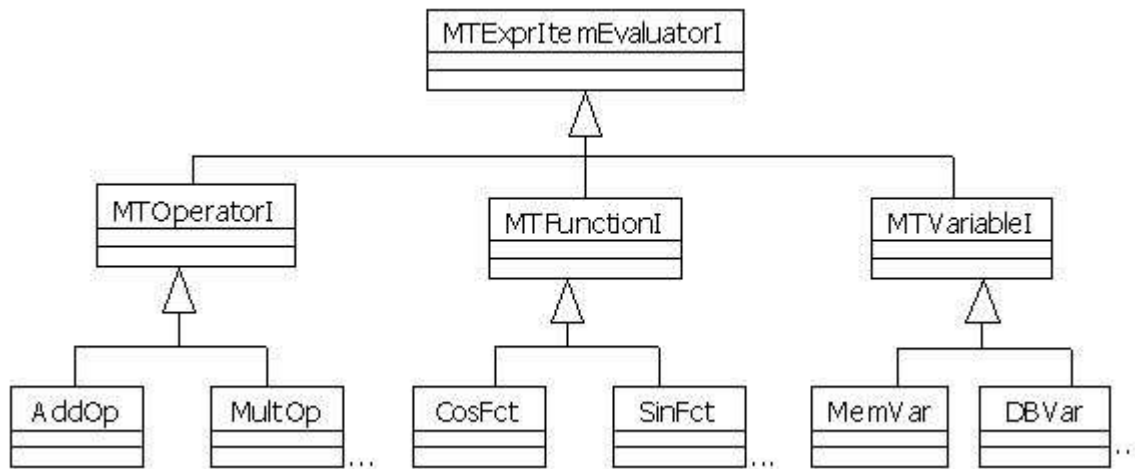 MTExprItemEvaluatorI
MTOperatorI
MTFunctionI
MTVariableI
AddOp
MultOp
...
CosFct
SinFct
...
MemVar
DBVar
..